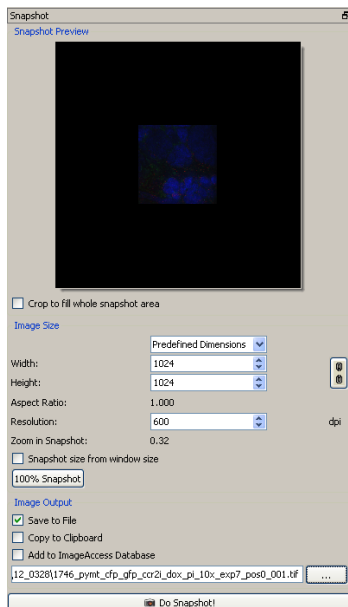 Snapshot
Snapshot Preview
Crop to fill whole snapshot area
Image Size
Predefined Dimensions
Width: 1024
Height: 1024
Aspect Ratio: 1.000
Resolution: 600 dpi
Zoom in Snapshot: 0.32
Snapshot size from window size
100% Snapshot
Image Output
Save to File
Copy to Clipboard
Add to ImageAccess Database
,12_0328\1746_pymt_cfp_gfp_ccr2i_dox_pi_10x_exp7_pos0_001.tif ...
Do Snapshot!